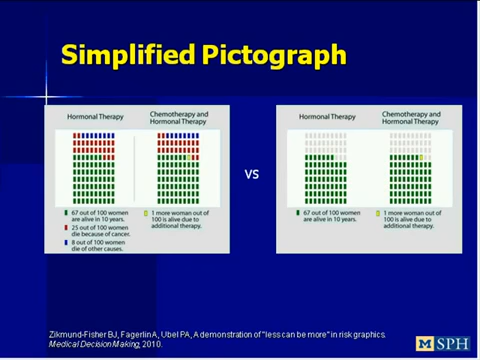 Simplified Pictograph
Hormonal Therapy
Chemotherapy and
Hormonal Therapy
67 out of 100 women
are alive in 10 years.
25 out of 100 women
die because of cancer.
8 out of 100 women
die of other causes.
1 more woman out of
100 is alive due to
additional therapy.
vs
Hormonal Therapy
Chemotherapy and
Hormonal Therapy
67 out of 100 women
are alive in 10 years.
1 more woman out of
100 is alive due to
additional therapy.
Zikmund-Fisher BJ, Fagerlin A, Ubel PA, A demonstration of "less can be more" in risk graphics.
Medical Decision Making, 2010.
M SPH